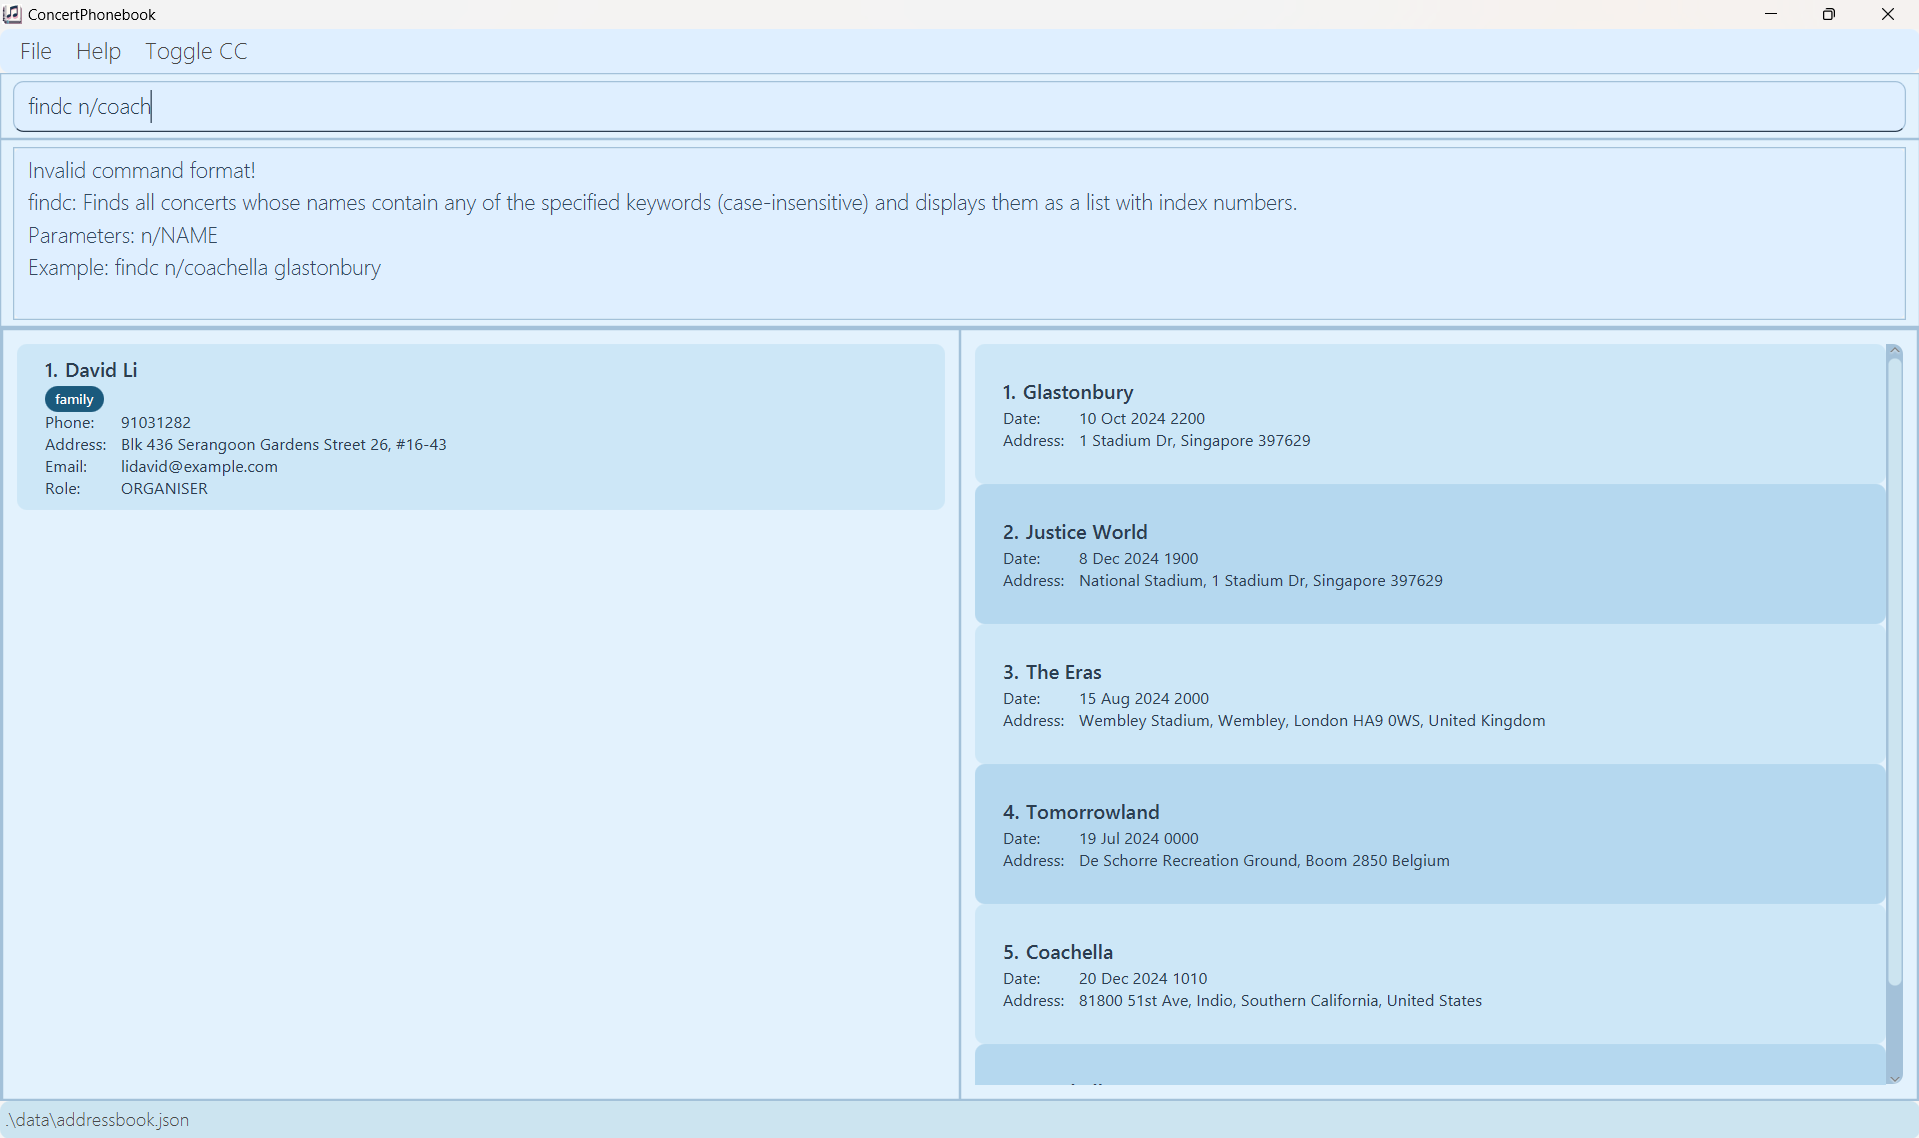 ConcertPhonebook
File Help Toggle CC
findc n/coach
Invalid command format!
findc: Finds all concerts whose names contain any of the specified keywords (case-insensitive) and displays them as a list with index numbers.
Parameters: n/NAME
Example: findc n/coachella glastonbury
1. David Li
family
Phone: 91031282
Address: Blk 436 Serangoon Gardens Street 26, #16-43
Email: lidavid@example.com
Role: ORGANISER
1. Glastonbury
Date: 10 Oct 2024 2200
Address: 1 Stadium Dr, Singapore 397629
2. Justice World
Date: 8 Dec 2024 1900
Address: National Stadium, 1 Stadium Dr, Singapore 397629
3. The Eras
Date: 15 Aug 2024 2000
Address: Wembley Stadium, Wembley, London HA9 0WS, United Kingdom
4. Tomorrowland
Date: 19 Jul 2024 0000
Address: De Schorre Recreation Ground, Boom 2850 Belgium
5. Coachella
Date: 20 Dec 2024 1010
Address: 81800 51st Ave, Indio, Southern California, United States
.\data\addressbook.json